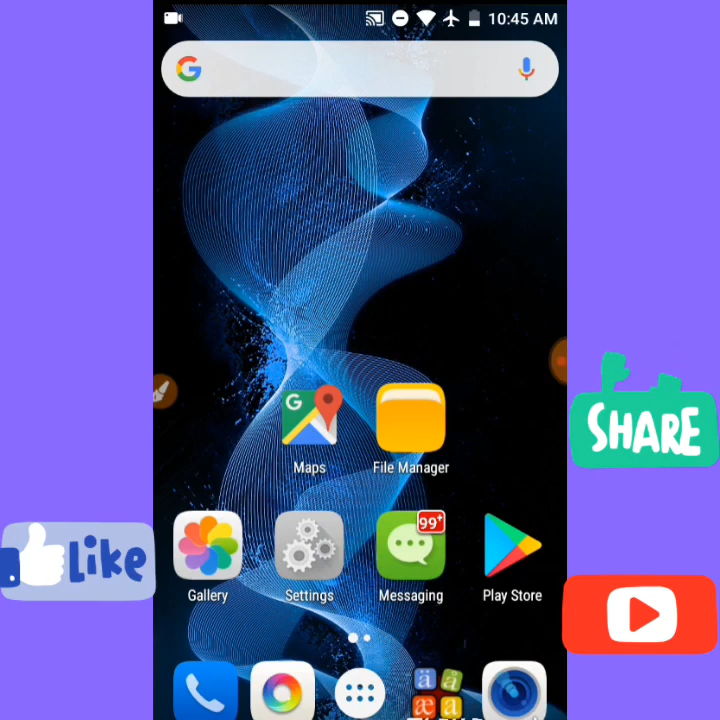 10:45 AM
G
Maps
File Manager
SHARE
99+
Like
Gallery
Settings
Messaging
Play Store
ä á
æ a